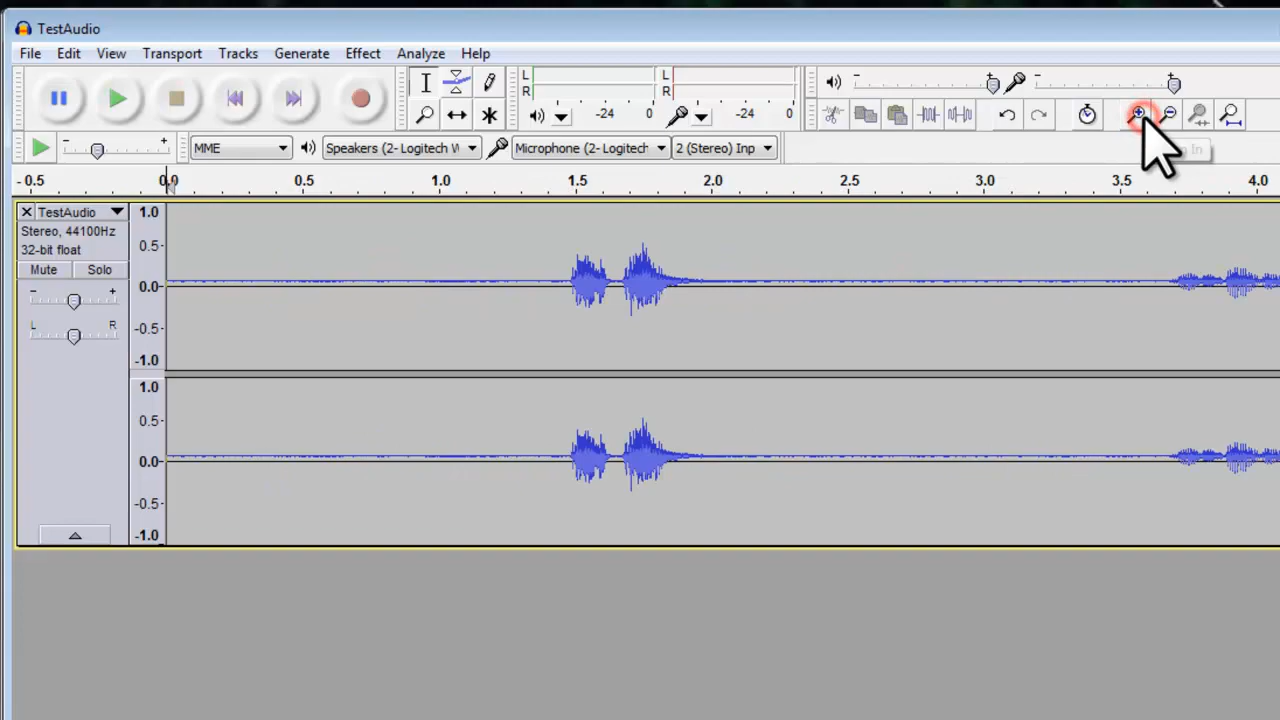 TestAudio
File Edit View Transport Tracks Generate Effect Analyze Help
L L
R R
-24 0 -24 0
MME Speakers (2- Logitech W Microphone (2- Logitech 2 (Stereo) Inp
- 0.5 0.0 0.5 1.0 1.5 2.0 2.5 3.0 3.5 4.0
TestAudio
Stereo, 44100Hz
32-bit float
Mute Solo
- +
L R
1.0
0.5-
0.0-
-0.5-
-1.0
1.0
0.5-
0.0-
-0.5-
-1.0